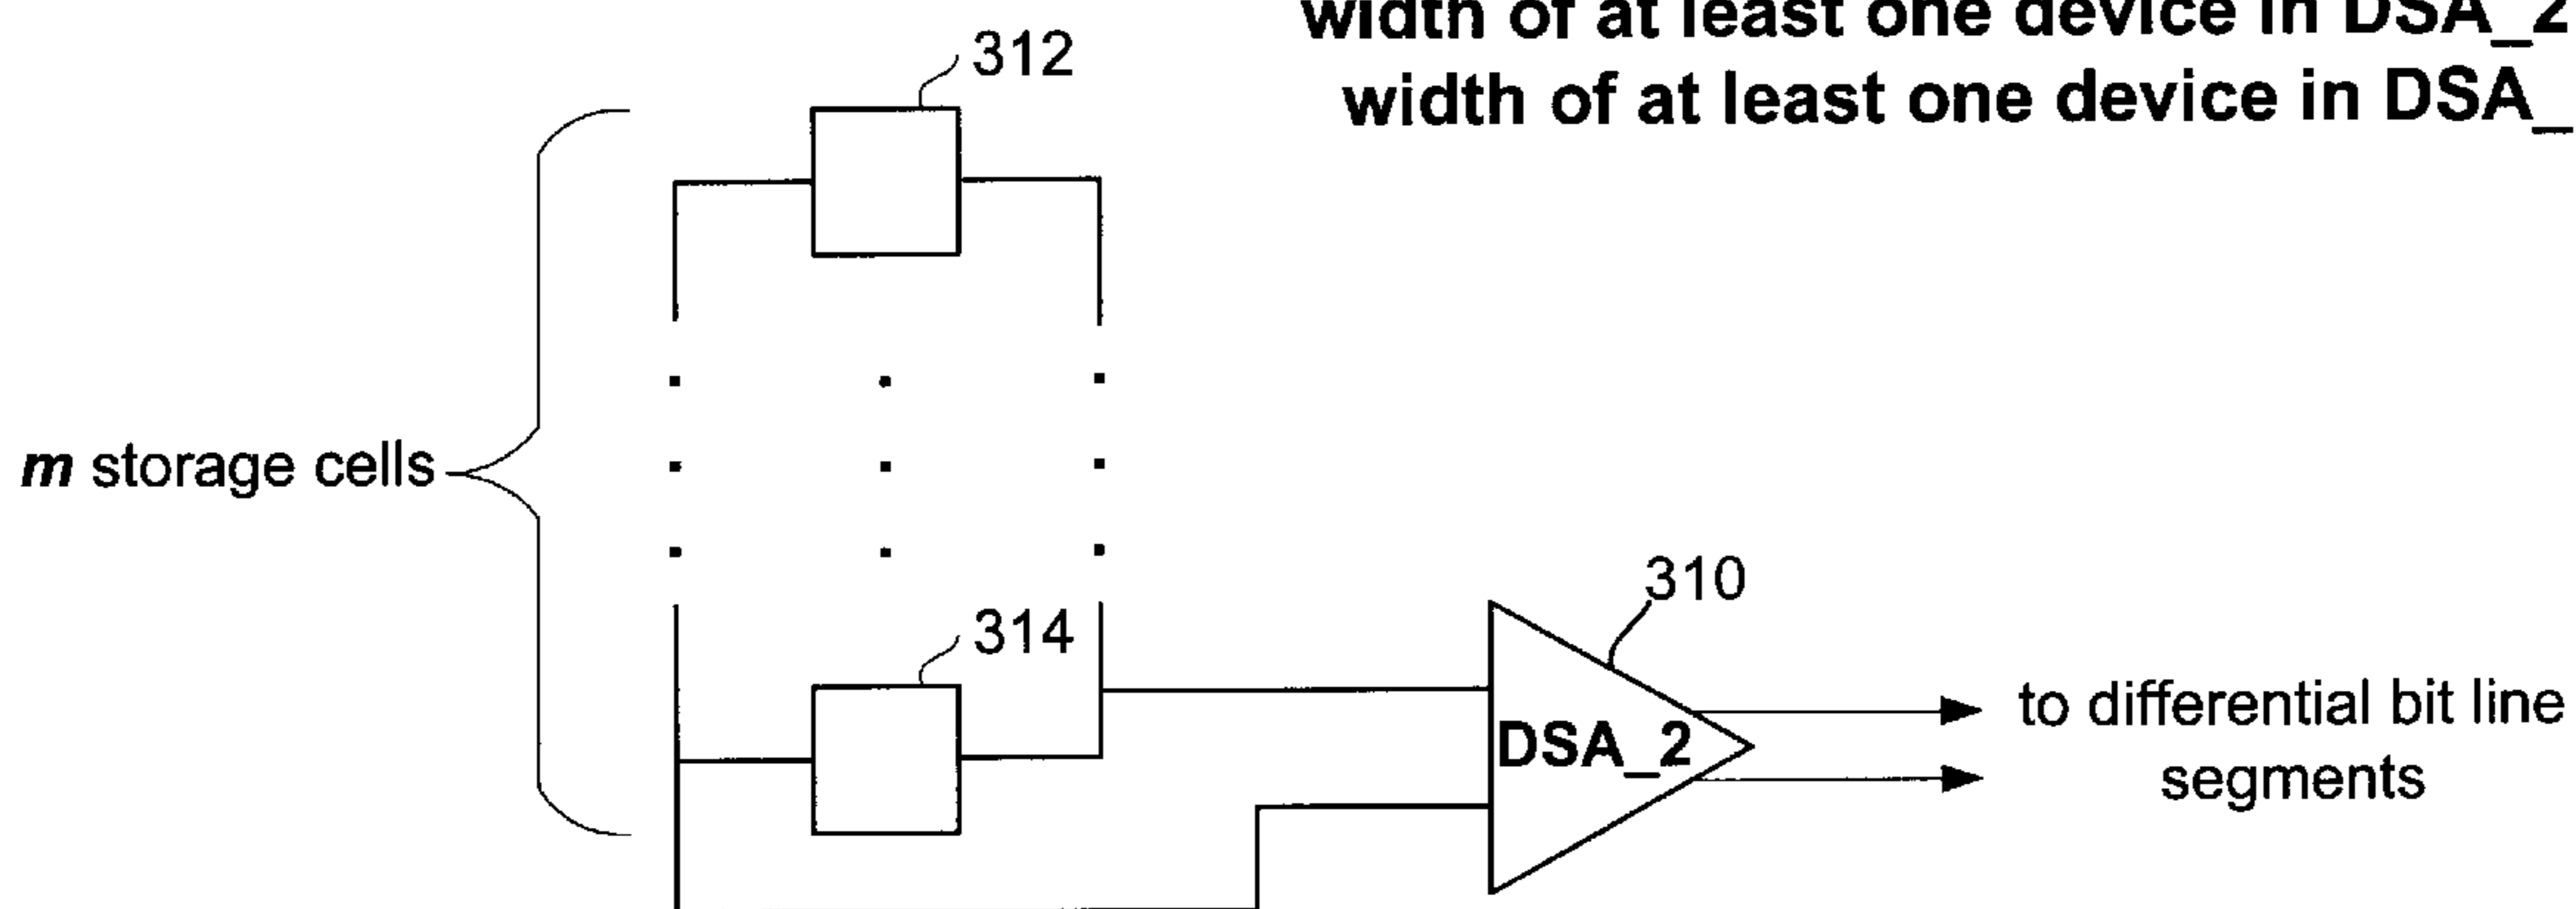 width of at least one device in DSA_2
width of at least one device in DSA_
312
m storage cells
310
314
DSA_2
to differential bit line
segments